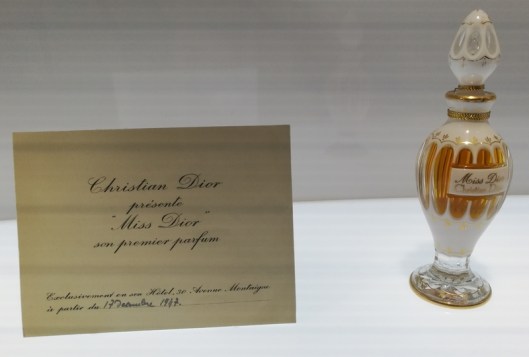 Christian Dior
présente
"Miss Dior"
son premier parfum
Exclusivement en son Hôtel, 30 Avenue Montaigne
à partir du 17 Décembre 1947.
Miss Dior
Christian Dior